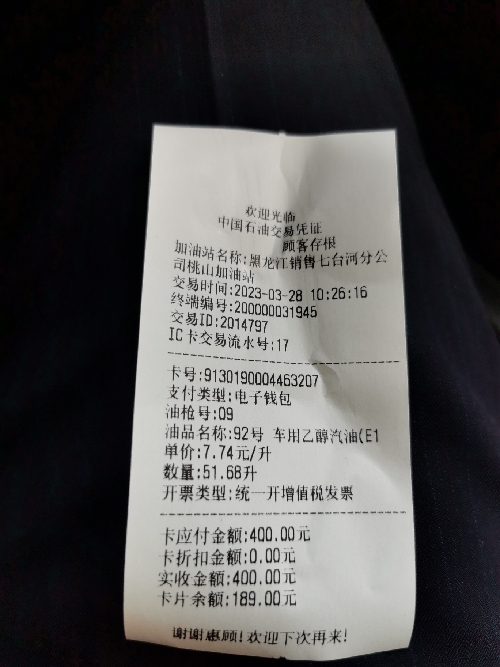 欢迎光临
中国石油交易凭证
顾客存根
加油站名称:黑龙江销售七台河分公
司桃山加油站
交易时间:2023-03-28 10:26:16
终端编号:200000031945
交易ID:2014797
IC卡交易流水号:17
卡号:9130190004463207
支付类型:电子钱包
油枪号:09
油品名称:92号 车用乙醇汽油(E1
单价:7.74元/升
数量:51.68升
开票类型:统一开增值税发票
卡应付金额:400.00元
卡折扣金额:0.00元
实收金额:400.00元
卡片余额:189.00元
谢谢惠顾!欢迎下次再来!